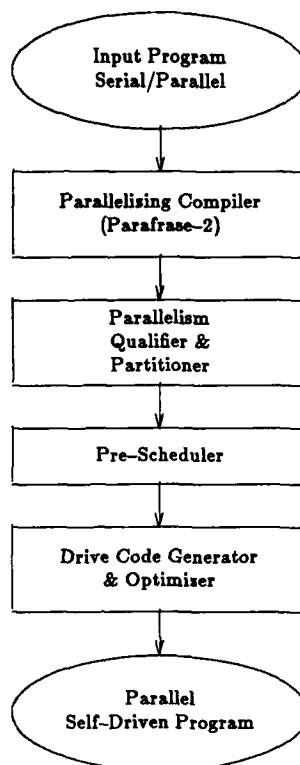 Input Program
Serial/Parallel
Parallelising Compiler
(Parafrase-2)
Parallelism
Qualifier &
Partitioner
Pre-Scheduler
Drive Code Generator
& Optimiser
Parallel
Self-Driven Program